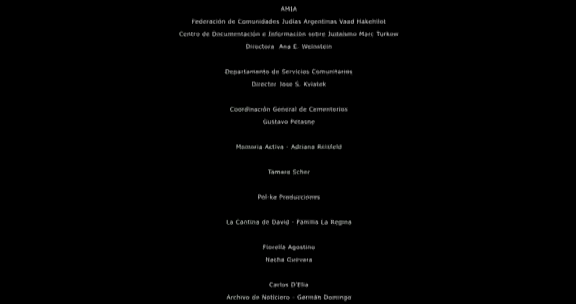 AMIA
Federación de Comunidades Judías Argentinas Vaad Hakehilot
Centro de Documentación e Información sobre Judaísmo Marc Turkow
Directora Ana E. Weinstein
Departamento de Servicios Comunitarios
Director Jose S. Kviatek
Coordinación General de Cementerios
Gustavo
Memoria Activa - Adriana Reisfeld
Tamara Scher
Pol-ka Producciones
La Cantina de David - Familia La Regina
Fiorella Agostino
Nacha Guevara
Carlos D'Elia
Archivo de Noticiero - Germán Domingo